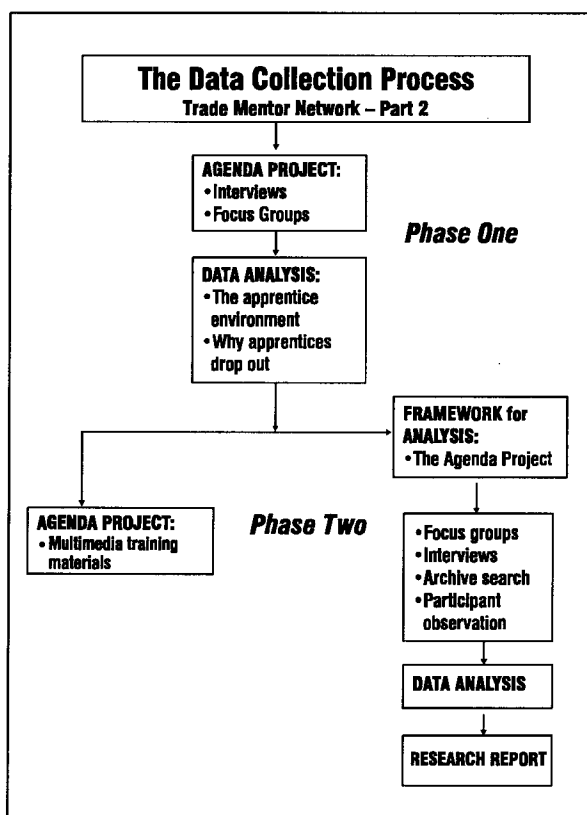 The Data Collection Process
Trade Mentor Network – Part 2
AGENDA PROJECT:
• Interviews
• Focus Groups
Phase One
DATA ANALYSIS:
• The apprentice
environment
• Why apprentices
drop out
FRAMEWORK for
ANALYSIS:
• The Agenda Project
Phase Two
AGENDA PROJECT:
• Multimedia training
materials
• Focus groups
• Interviews
• Archive search
• Participant
observation
DATA ANALYSIS
RESEARCH REPORT